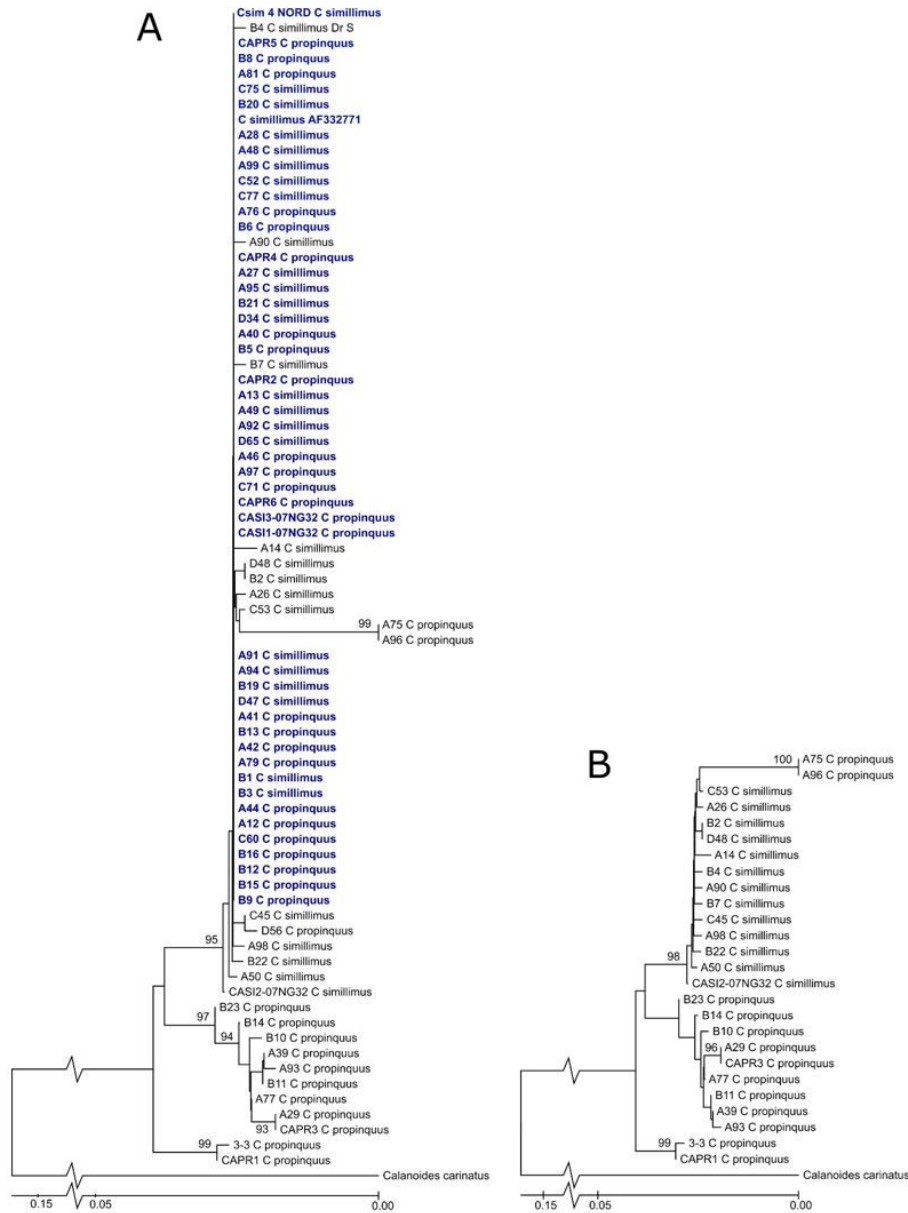 A
Csim 4 NORD C simillimus
B4 C simillimus Dr S
CAPR5 C propinquus
B8 C propinquus
A81 C propinquus
C75 C simillimus
B20 C simillimus
C simillimus AF332771
A28 C simillimus
A48 C simillimus
A99 C simillimus
C52 C simillimus
C77 C simillimus
A76 C propinquus
B6 C propinquus
A90 C simillimus
CAPR4 C propinquus
A27 C simillimus
A95 C simillimus
B21 C simillimus
D34 C simillimus
A40 C propinquus
B5 C propinquus
B7 C simillimus
CAPR2 C propinquus
A13 C simillimus
A49 C simillimus
A92 C simillimus
D65 C simillimus
A46 C propinquus
A97 C propinquus
C71 C propinquus
CAPR6 C propinquus
CASI3-07NG32 C propinquus
CASI1-07NG32 C propinquus
A14 C simillimus
D48 C simillimus
B2 C simillimus
A26 C simillimus
C53 C simillimus
99 A75 C propinquus
A96 C propinquus
A91 C simillimus
A94 C simillimus
B19 C simillimus
D47 C simillimus
A41 C propinquus
B13 C propinquus
A42 C propinquus
A79 C propinquus
B1 C simillimus
B3 C simillimus
A44 C propinquus
A12 C propinquus
C60 C propinquus
B16 C propinquus
B12 C propinquus
B15 C propinquus
B9 C propinquus
C45 C simillimus
D56 C propinquus
95
A98 C simillimus
B22 C simillimus
A50 C simillimus
CASI2-07NG32 C simillimus
B23 C propinquus
97
B14 C propinquus
94
B10 C propinquus
A39 C propinquus
A93 C propinquus
B11 C propinquus
A77 C propinquus
A29 C propinquus
93 CAPR3 C propinquus
99 3-3 C propinquus
CAPR1 C propinquus
Calanoides carinatus
0.15 0.05 0.00
B
100 A75 C propinquus
A96 C propinquus
C53 C simillimus
A26 C simillimus
B2 C simillimus
D48 C simillimus
A14 C simillimus
B4 C simillimus
A90 C simillimus
B7 C simillimus
C45 C simillimus
A98 C simillimus
B22 C simillimus
98
A50 C simillimus
CASI2-07NG32 C simillimus
B23 C propinquus
B14 C propinquus
B10 C propinquus
96 A29 C propinquus
CAPR3 C propinquus
A77 C propinquus
B11 C propinquus
A39 C propinquus
A93 C propinquus
99 3-3 C propinquus
CAPR1 C propinquus
Calanoides carinatus
0.15 0.05 0.00